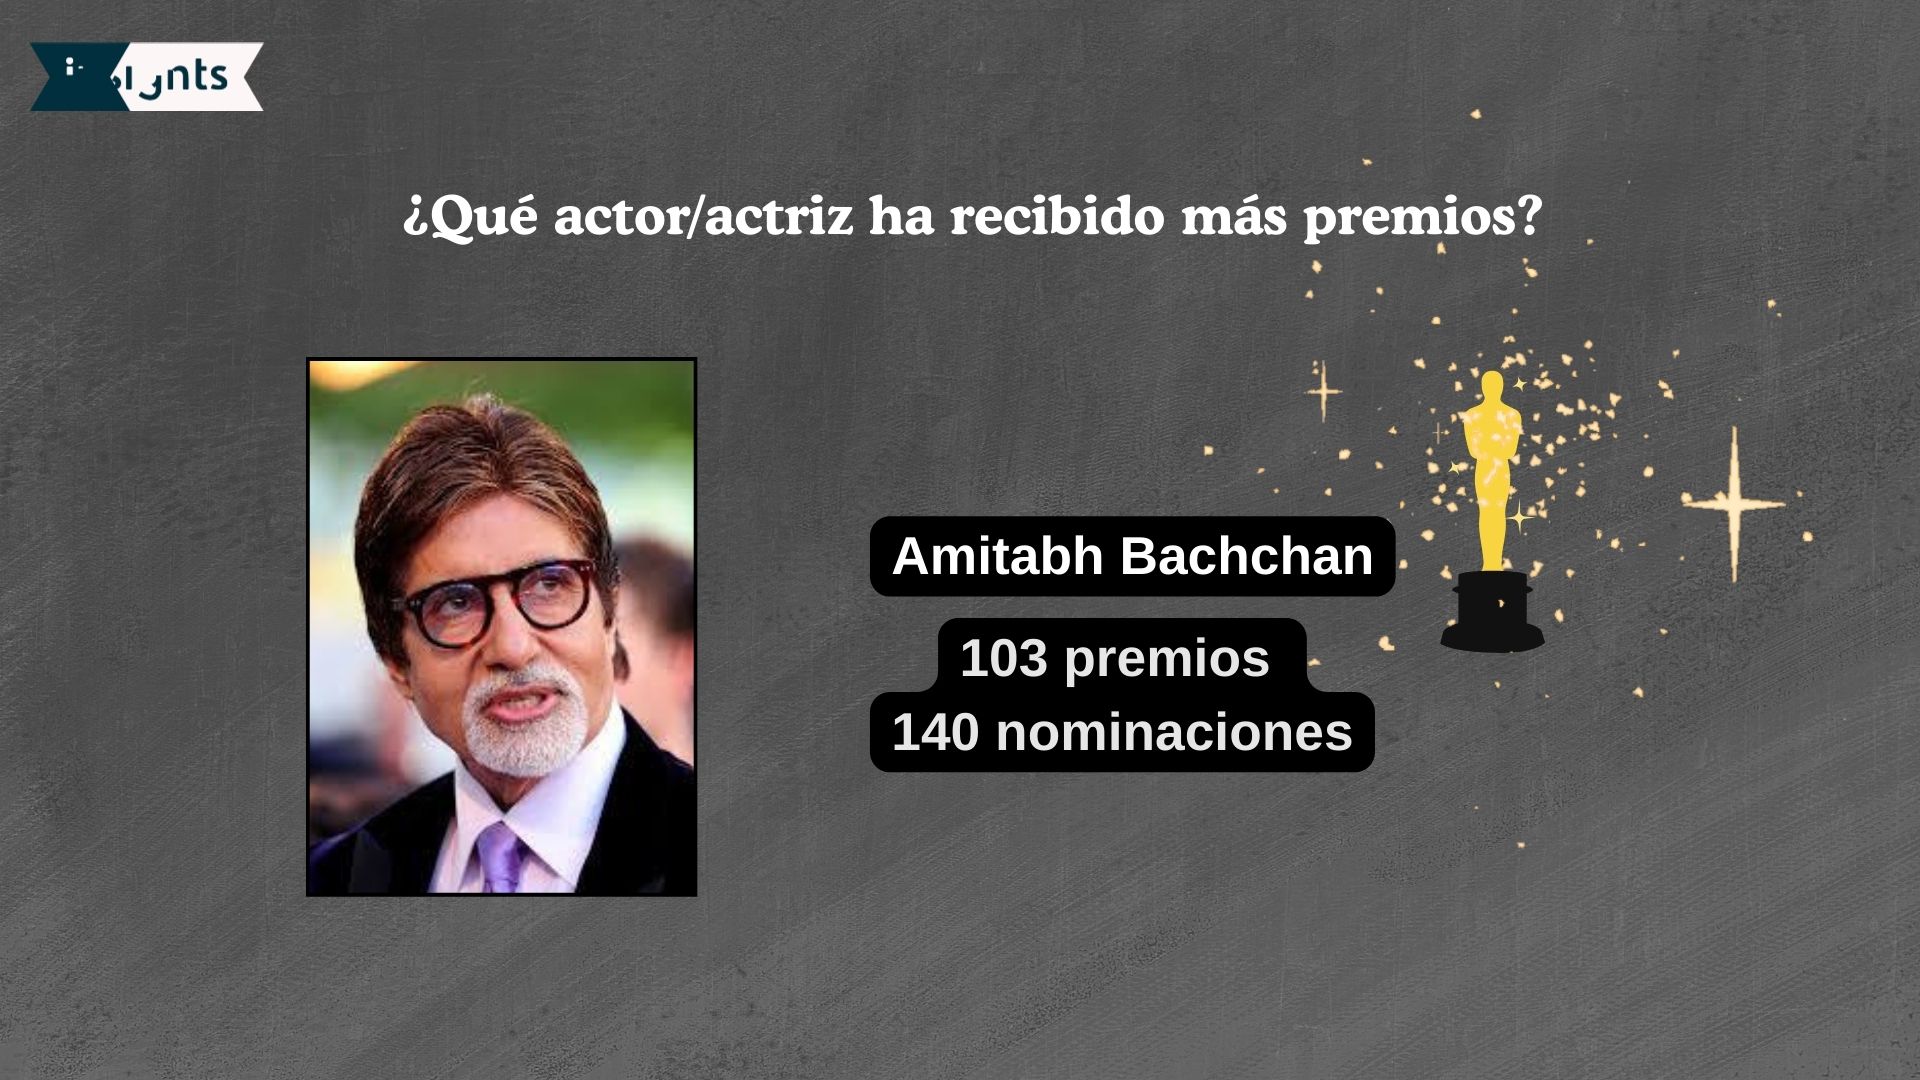 ¿Qué actor/actriz ha recibido más premios?
Amitabh Bachchan
103 premios
140 nominaciones